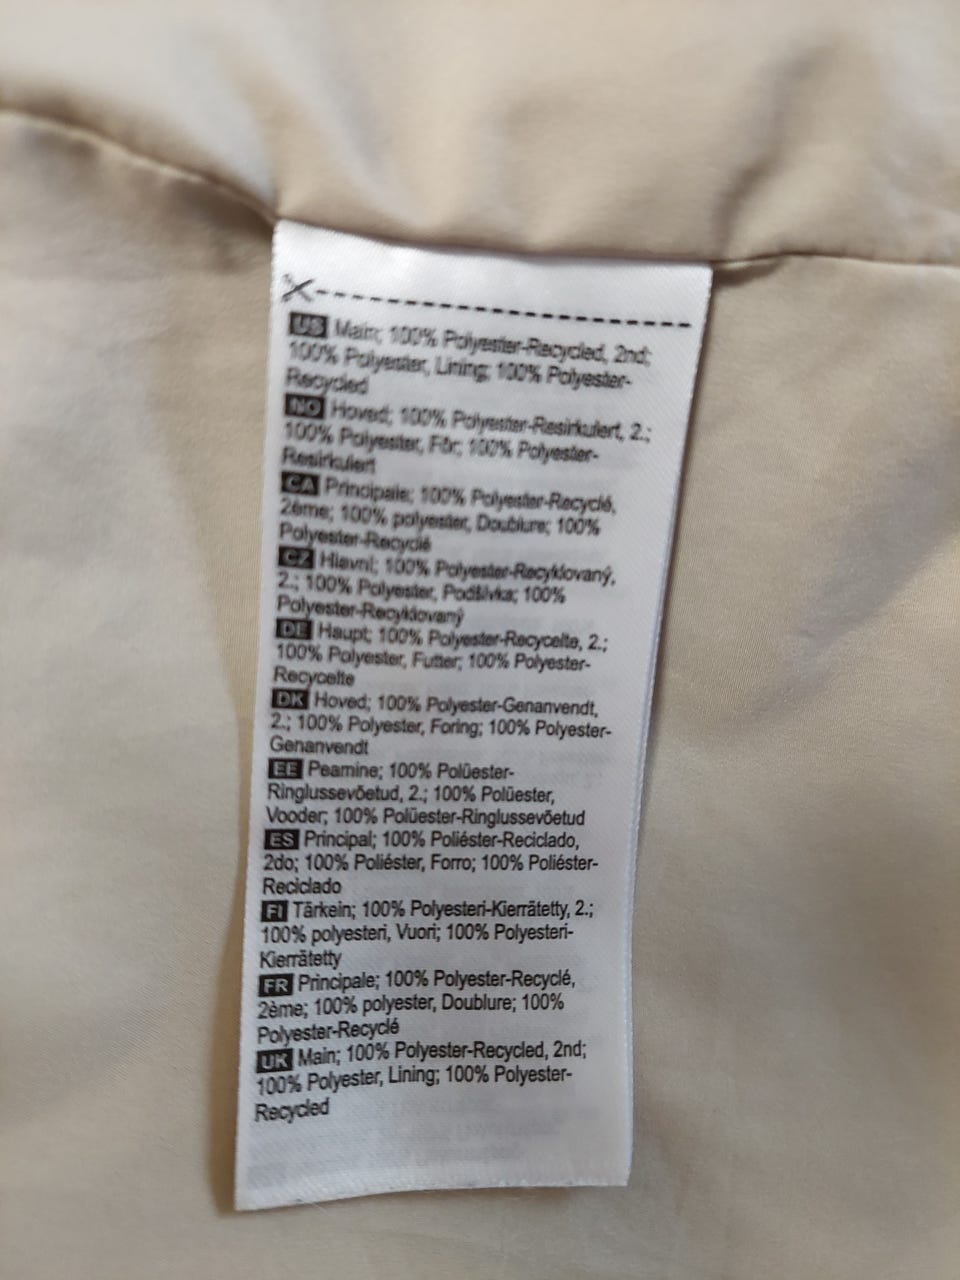 US Main; 100% Polyester-Recycled, 2nd;
100% Polyester, Lining; 100% Polyester-
Recycled
NO Hoved; 100% Polyester-Resirkulert, 2.;
100% Polyester, Fôr; 100% Polyester-
Resirkulert
CA Principale; 100% Polyester-Recyclé,
2ème; 100% polyester, Doublure; 100%
Polyester-Recyclé
CZ Hlavní; 100% Polyester-Recyklovaný,
2.; 100% Polyester, Podšívka; 100%
Polyester-Recyklovaný
DE Haupt; 100% Polyester-Recycelte, 2.;
100% Polyester, Futter; 100% Polyester-
Recycelte
DK Hoved; 100% Polyester-Genanvendt,
2.; 100% Polyester, Foring; 100% Polyester-
Genanvendt
EE Peamine; 100% Polüester-
Ringlussevõetud, 2.; 100% Polüester,
Vooder; 100% Polüester-Ringlussevõetud
ES Principal; 100% Poliéster-Reciclado,
2do; 100% Poliéster, Forro; 100% Poliéster-
Reciclado
FI Tärkein; 100% Polyesteri-Kierrätetty, 2.;
100% polyesteri, Vuori; 100% Polyesteri-
Kierrätetty
FR Principale; 100% Polyester-Recyclé,
2ème; 100% polyester, Doublure; 100%
Polyester-Recyclé
UK Main; 100% Polyester-Recycled, 2nd;
100% Polyester, Lining; 100% Polyester-
Recycled